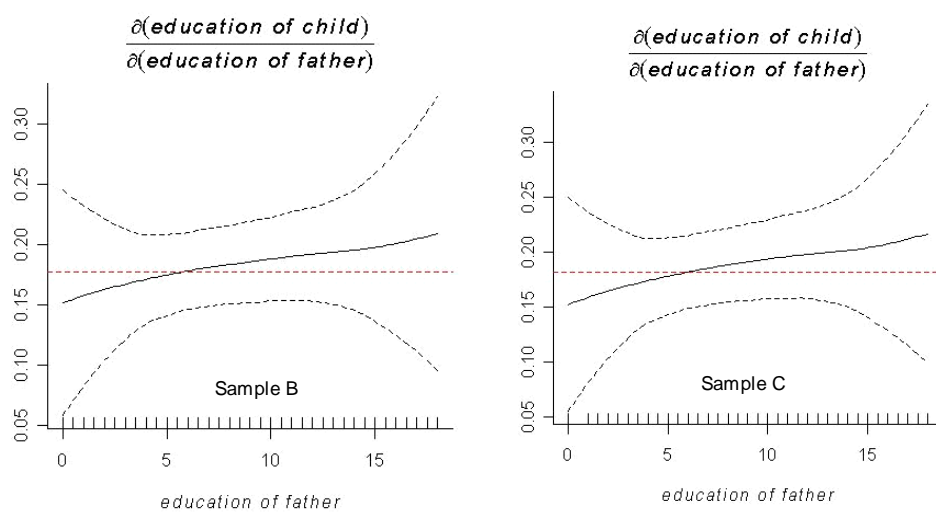 ∂(education of child)
∂(education of father)
0.30
0.25
0.20
0.15
0.10
0.05
Sample B
0 5 10 15
education of father
∂(education of child)
∂(education of father)
0.30
0.25
0.20
0.15
0.10
0.05
Sample C
0 5 10 15
education of father